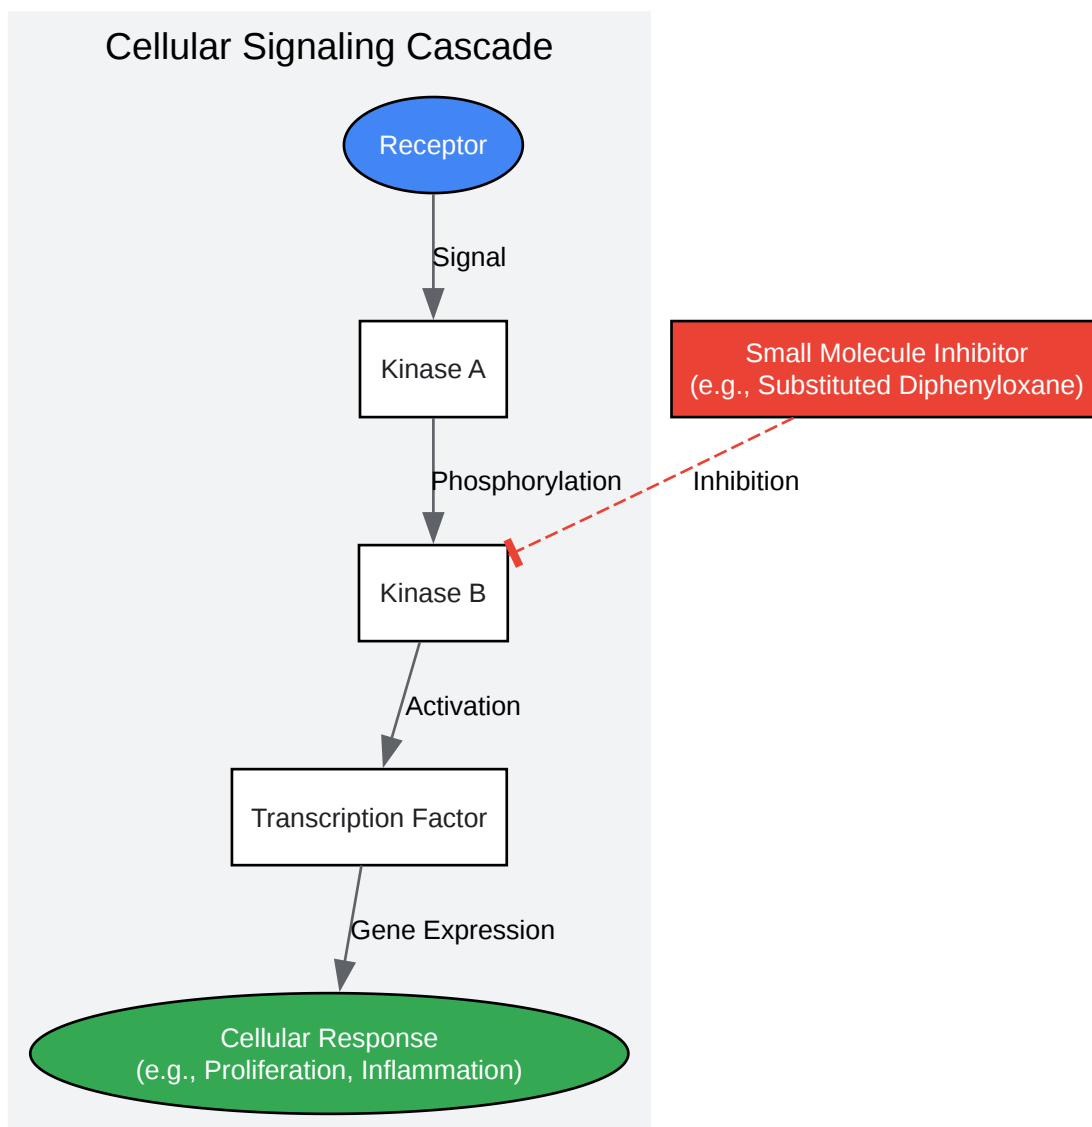 Cellular Signaling Cascade
Receptor
Signal
Kinase A
Small Molecule Inhibitor
(e.g., Substituted Diphenyloxane)
Phosphorylation
Inhibition
Kinase B
Activation
Transcription Factor
Gene Expression
Cellular Response
(e.g., Proliferation, Inflammation)